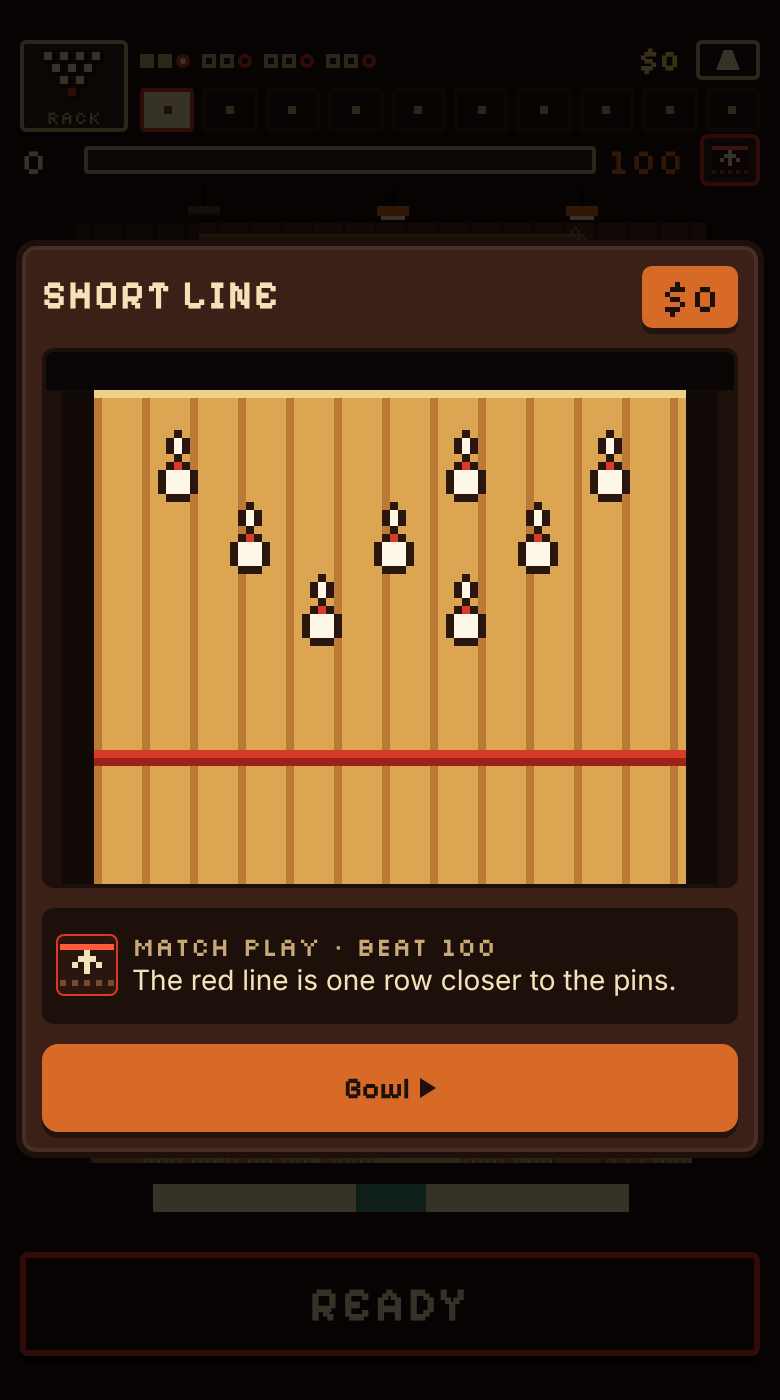 $0
RACK
0
100
SHORT LINE
$0
MATCH PLAY · BEAT 100
The red line is one row closer to the pins.
Bowl ▶
READY